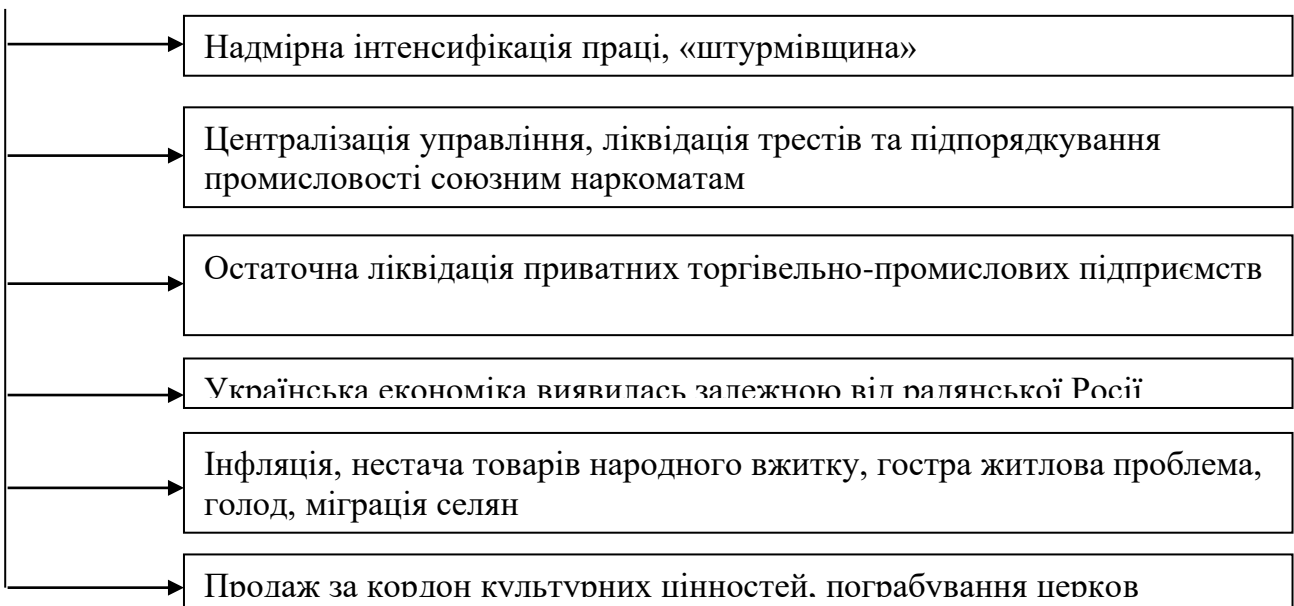 Надмірна інтенсифікація праці, «штурмівщина»
Централізація управління, ліквідація трестів та підпорядкування
промисловості союзним наркоматам
Остаточна ліквідація приватних торгівельно-промислових підприємств
Українська економіка виявилась залежною від радянської Росії
Інфляція, нестача товарів народного вжитку, гостра житлова проблема,
голод, міграція селян
Продаж за кордон культурних цінностей, пограбування церков